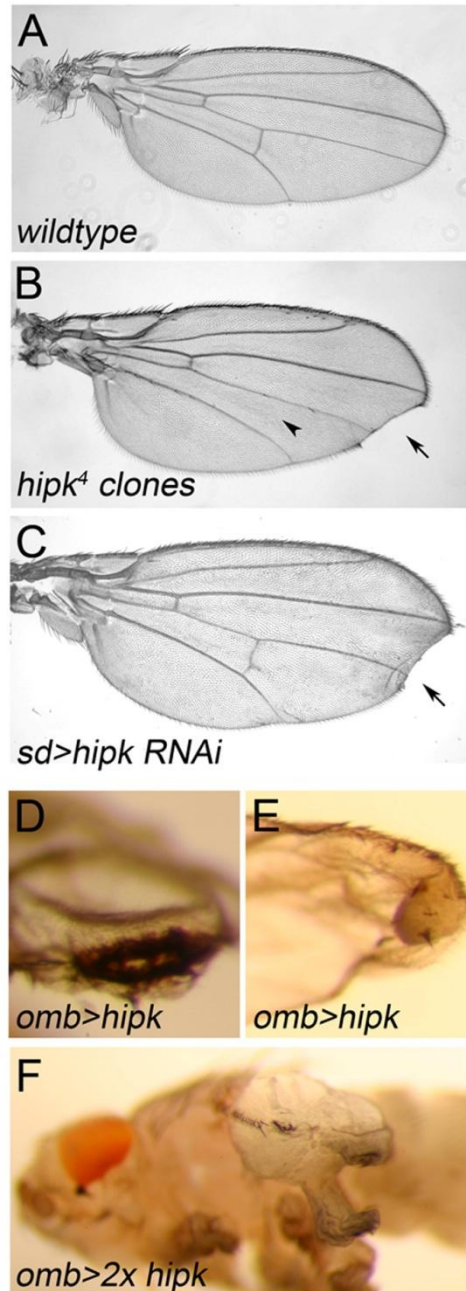 A
wildtype
B
hipk⁴ clones
C
sd>hipk RNAi
D
omb>hipk
E
omb>hipk
F
omb>2x hipk